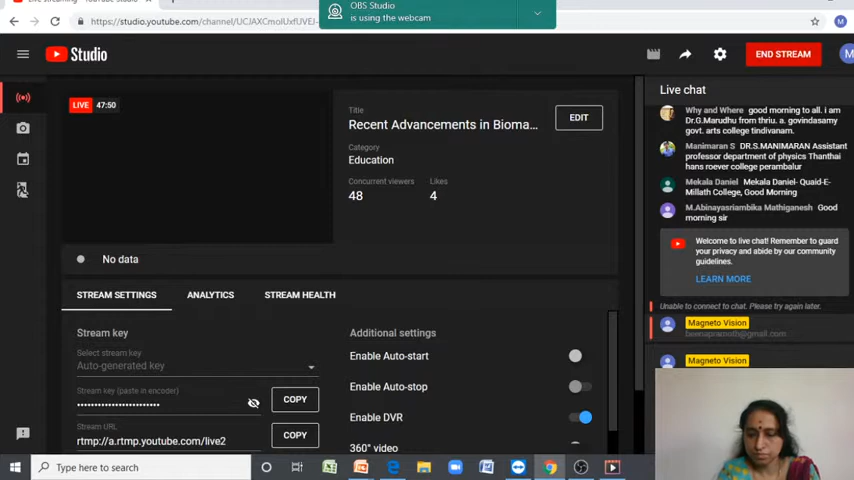 OBS Studio
is using the webcam
https://studio.youtube.com/channel/UCJAXCmolUxfUVEJ-
M
Studio
END STREAM
M
LIVE 47:50
Title
Recent Advancements in Bioma...
EDIT
Category
Education
Concurrent viewers
Likes
48
4
No data
STREAM SETTINGS
ANALYTICS
STREAM HEALTH
Stream key
Select stream key
Auto-generated key
Stream key (paste in encoder)
COPY
Stream URL
rtmp://a.rtmp.youtube.com/live2
COPY
Additional settings
Enable Auto-start
Enable Auto-stop
Enable DVR
360° video
Live chat
Why and Where good morning to all. i am
Dr.G.Marudhu from thriu. a. govindasamy
govt. arts college tindivanam.
Manimaran S DR.S.MANIMARAN Assistant
professor department of physics Thanthai
hans roever college perambalur
Mekala Daniel Mekala Daniel- Quaid-E-
Millath College, Good Morning
M.Abinayasriambika Mathiganesh Good
morning sir
Welcome to live chat! Remember to guard
your privacy and abide by our community
guidelines.
LEARN MORE
Unable to connect to chat. Please try again later.
Magneto Vision
Magneto Vision
Type here to search